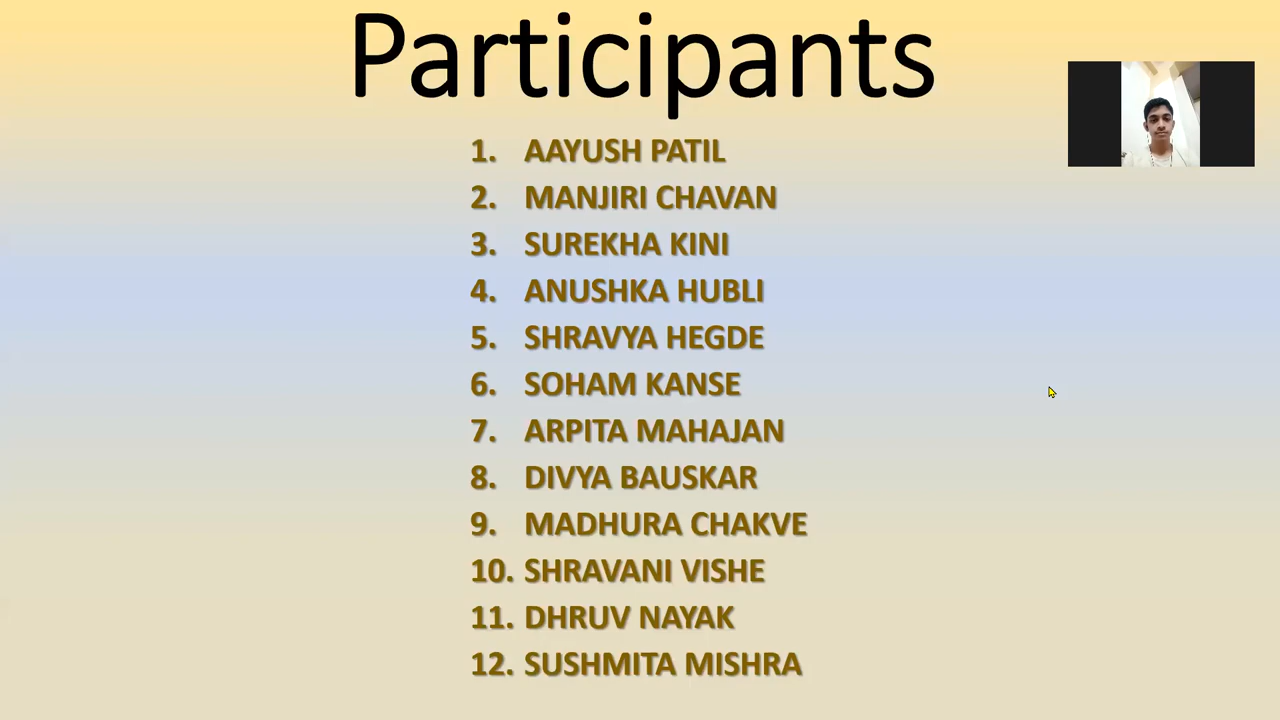 Participants
1. AAYUSH PATIL
2. MANJIRI CHAVAN
3. SUREKHA KINI
4. ANUSHKA HUBLI
5. SHRAVYA HEGDE
6. SOHAM KANSE
7. ARPITA MAHAJAN
8. DIVYA BAUSKAR
9. MADHURA CHAKVE
10. SHRAVANI VISHE
11. DHRUV NAYAK
12. SUSHMITA MISHRA